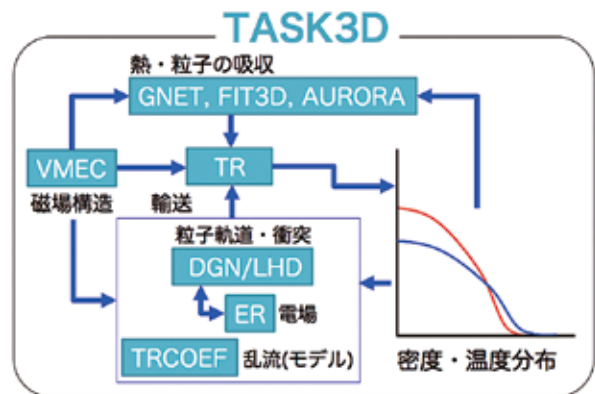 TASK3D
熱・粒子の吸収
GNET, FIT3D, AURORA
VMEC
TR
磁場構造
輸送
粒子軌道・衝突
DGN/LHD
ER 電場
TRCOEF 乱流(モデル)
密度・温度分布